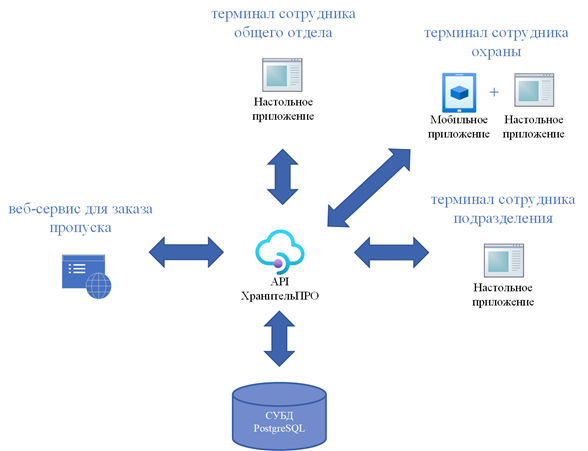 терминал сотрудника
общего отдела
Настольное
приложение
терминал сотрудника
охраны
+
Мобильное
приложение
Настольное
приложение
веб-сервис для заказа
пропуска
API
ХранительПРО
терминал сотрудника
подразделения
Настольное
приложение
СУБД
PostgreSQL